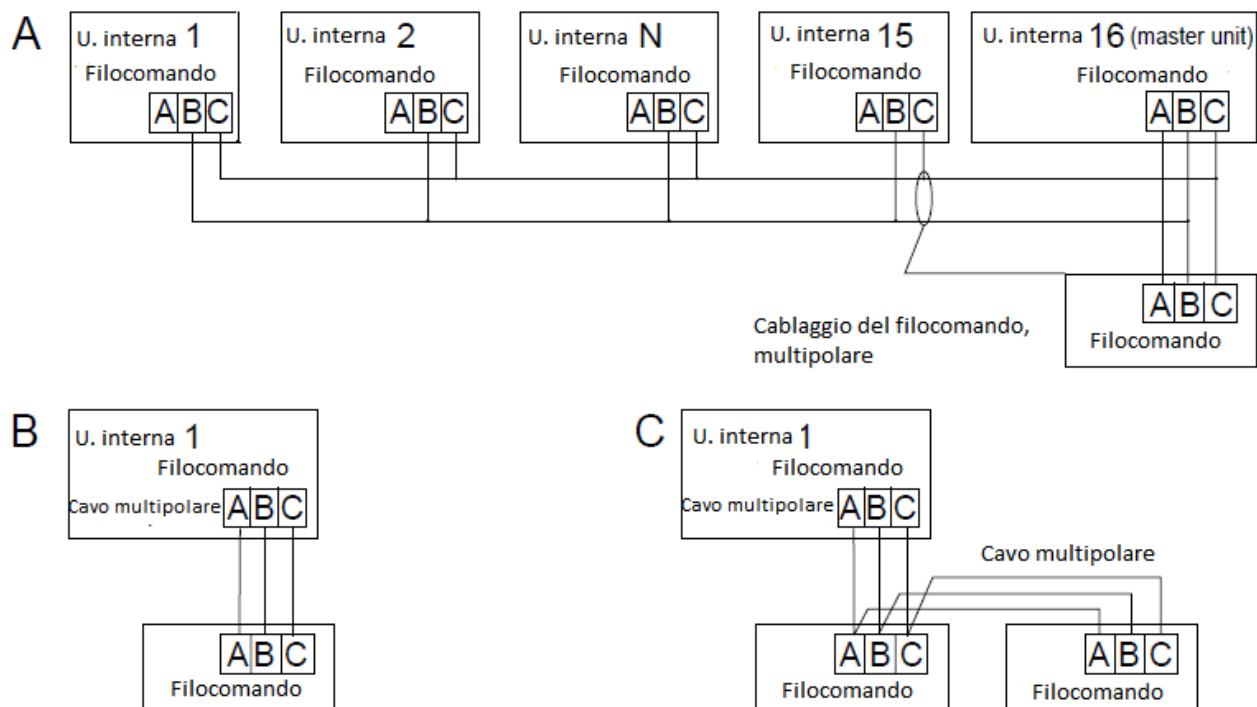 A
U. interna 1
Filocomando
A B C
U. interna 2
Filocomando
A B C
U. interna N
Filocomando
A B C
U. interna 15
Filocomando
A B C
U. interna 16 (master unit)
Filocomando
A B C
Cablaggio del filocomando,
multipolare
A B C
Filocomando
B
U. interna 1
Filocomando
Cavo multipolare A B C
A B C
Filocomando
C
U. interna 1
Filocomando
Cavo multipolare A B C
Cavo multipolare
A B C
Filocomando
A B C
Filocomando